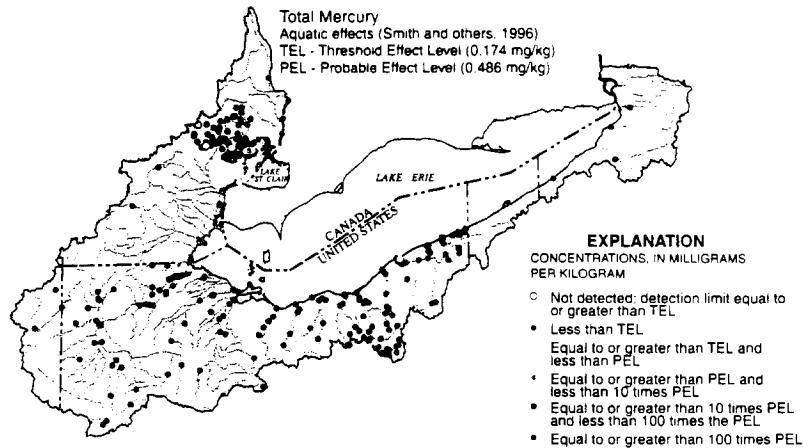 Total Mercury
Aquatic effects (Smith and others, 1996)
TEL - Threshold Effect Level (0.174 mg/kg)
PEL - Probable Effect Level (0.486 mg/kg)
LAKE
ST CLAIR
LAKE ERIE
CANADA
UNITED STATES
EXPLANATION
CONCENTRATIONS, IN MILLIGRAMS
PER KILOGRAM
Not detected; detection limit equal to
or greater than TEL
Less than TEL
Equal to or greater than TEL and
less than PEL
Equal to or greater than PEL and
less than 10 times PEL
Equal to or greater than 10 times PEL
and less than 100 times the PEL
Equal to or greater than 100 times PEL